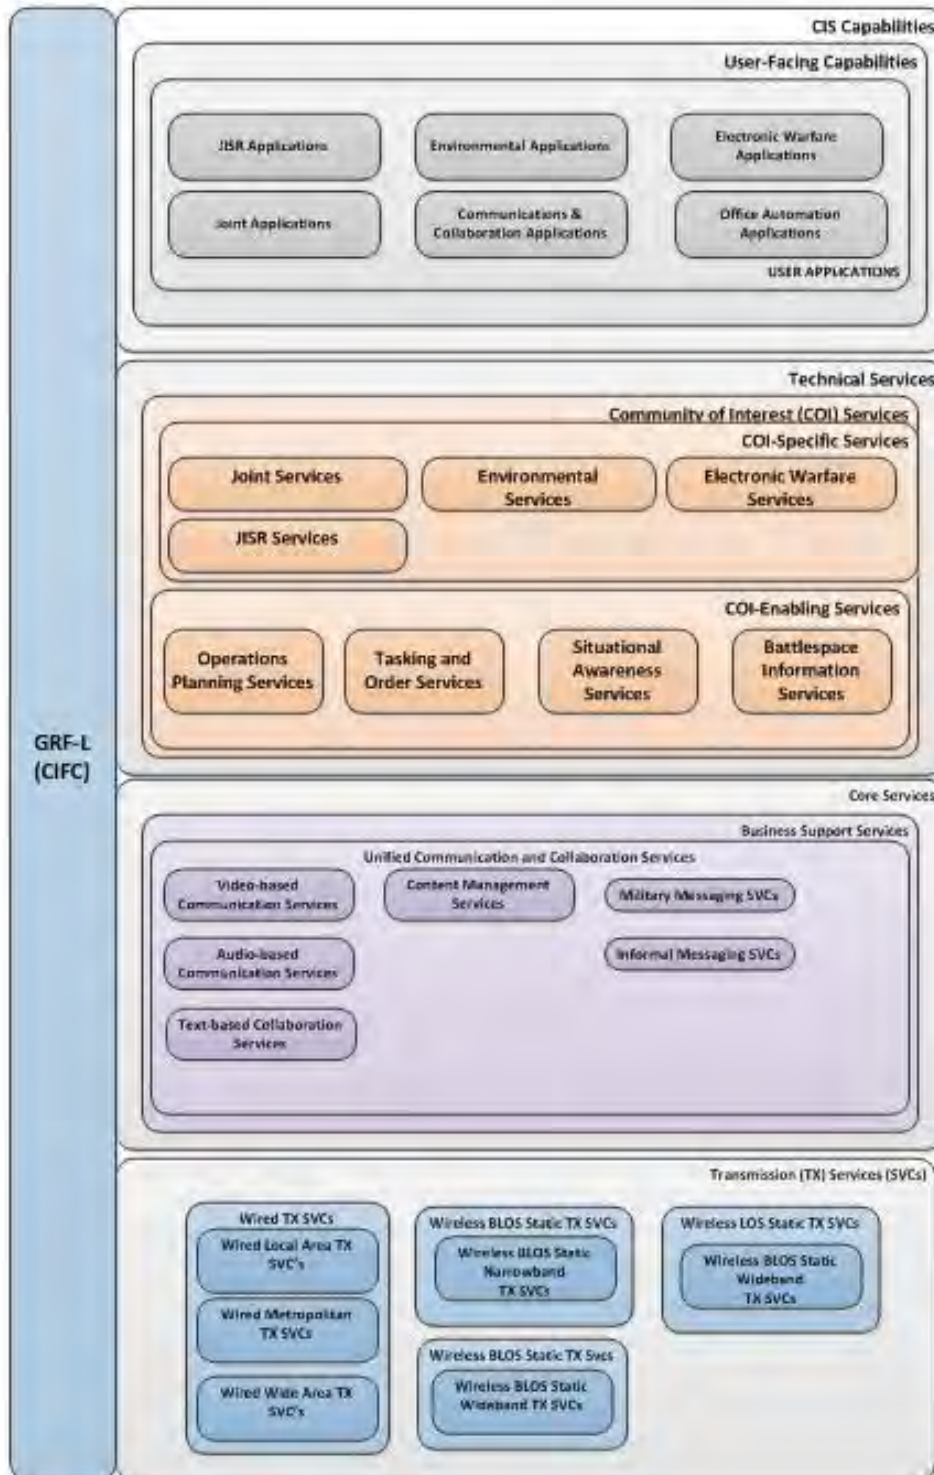 GRF-L
(CIFC)
CIS Capabilities
User-Facing Capabilities
JISR Applications
Environmental Applications
Electronic Warfare
Applications
Joint Applications
Communications &
Collaboration Applications
Office Automation
Applications
USER APPLICATIONS
Technical Services
Community of Interest (COI) Services
COI-Specific Services
Joint Services
Environmental
Services
Electronic Warfare
Services
JISR Services
COI-Enabling Services
Operations
Planning Services
Tasking and
Order Services
Situational
Awareness
Services
Battlespace
Information
Services
Core Services
Business Support Services
Unified Communication and Collaboration Services
Video-based
Communication Services
Content Management
Services
Military Messaging SVCs
Audio-based
Communication Services
Informal Messaging SVCs
Text-based Collaboration
Services
Transmission (TX) Services (SVCs)
Wired TX SVCs
Wired Local Area TX
SVC's
Wired Metropolitan
TX SVCs
Wired Wide Area TX
SVC's
Wireless BLOS Static TX SVCs
Wireless BLOS Static
Narrowband
TX SVCs
Wireless BLOS Static TX Svcs
Wireless BLOS Static
Wideband TX SVCs
Wireless LOS Static TX SVCs
Wireless BLOS Static
Wideband
TX SVCs